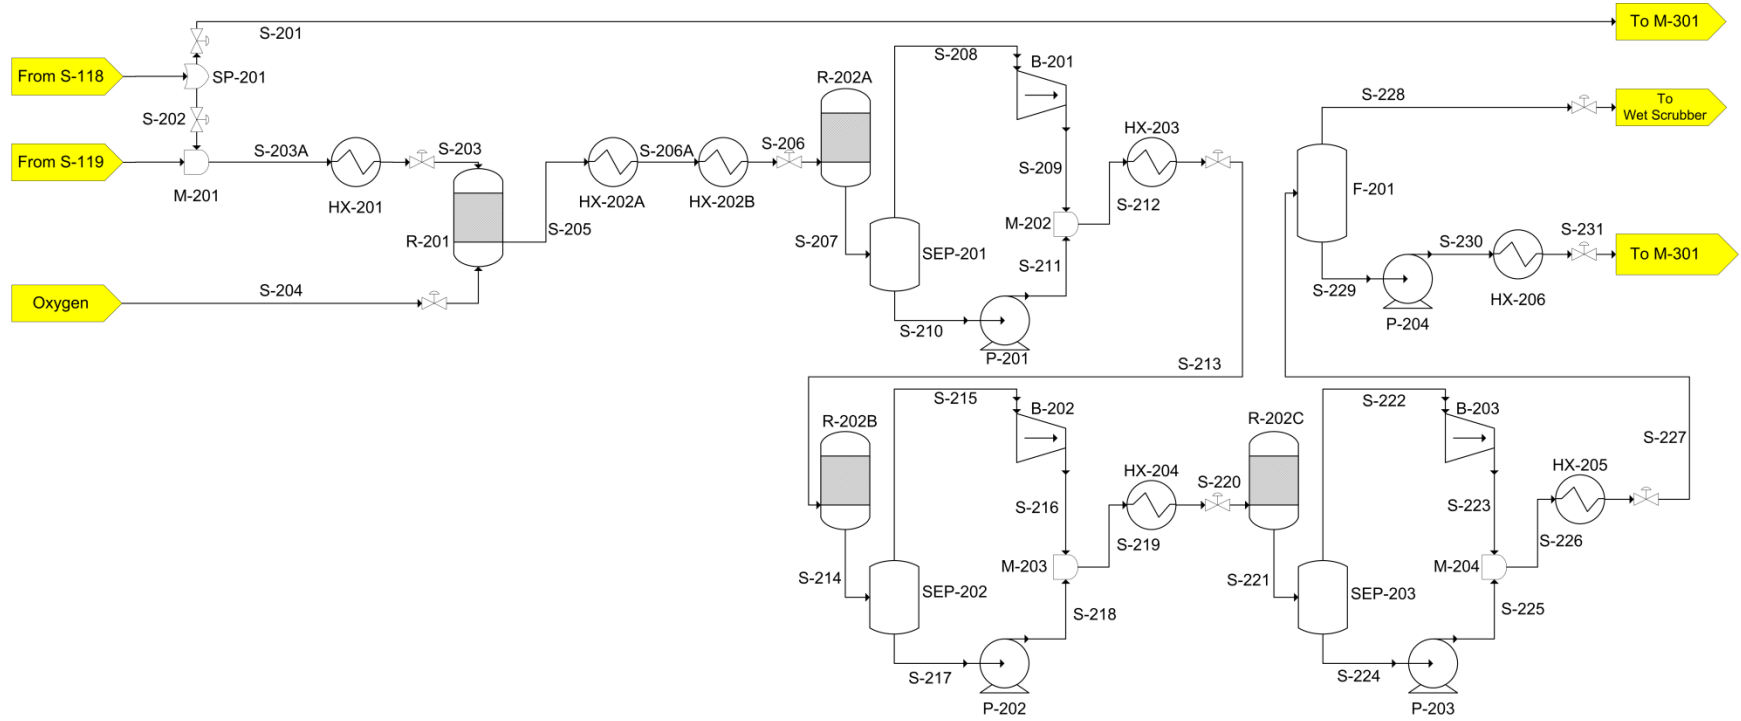 S-201
To M-301
From S-118
SP-201
S-202
From S-119
M-201
S-203A
HX-201
S-203
R-201
S-204
Oxygen
S-205
HX-202A
S-206A
HX-202B
S-206
R-202A
S-207
SEP-201
S-208
B-201
S-209
M-202
S-211
S-210
P-201
S-212
HX-203
S-213
R-202B
S-214
SEP-202
S-215
B-202
S-216
M-203
S-218
S-217
P-202
S-219
HX-204
S-220
R-202C
S-221
SEP-203
S-222
B-203
S-223
M-204
S-225
S-224
P-203
S-226
HX-205
S-227
F-201
S-228
To
Wet Scrubber
S-229
P-204
S-230
HX-206
S-231
To M-301